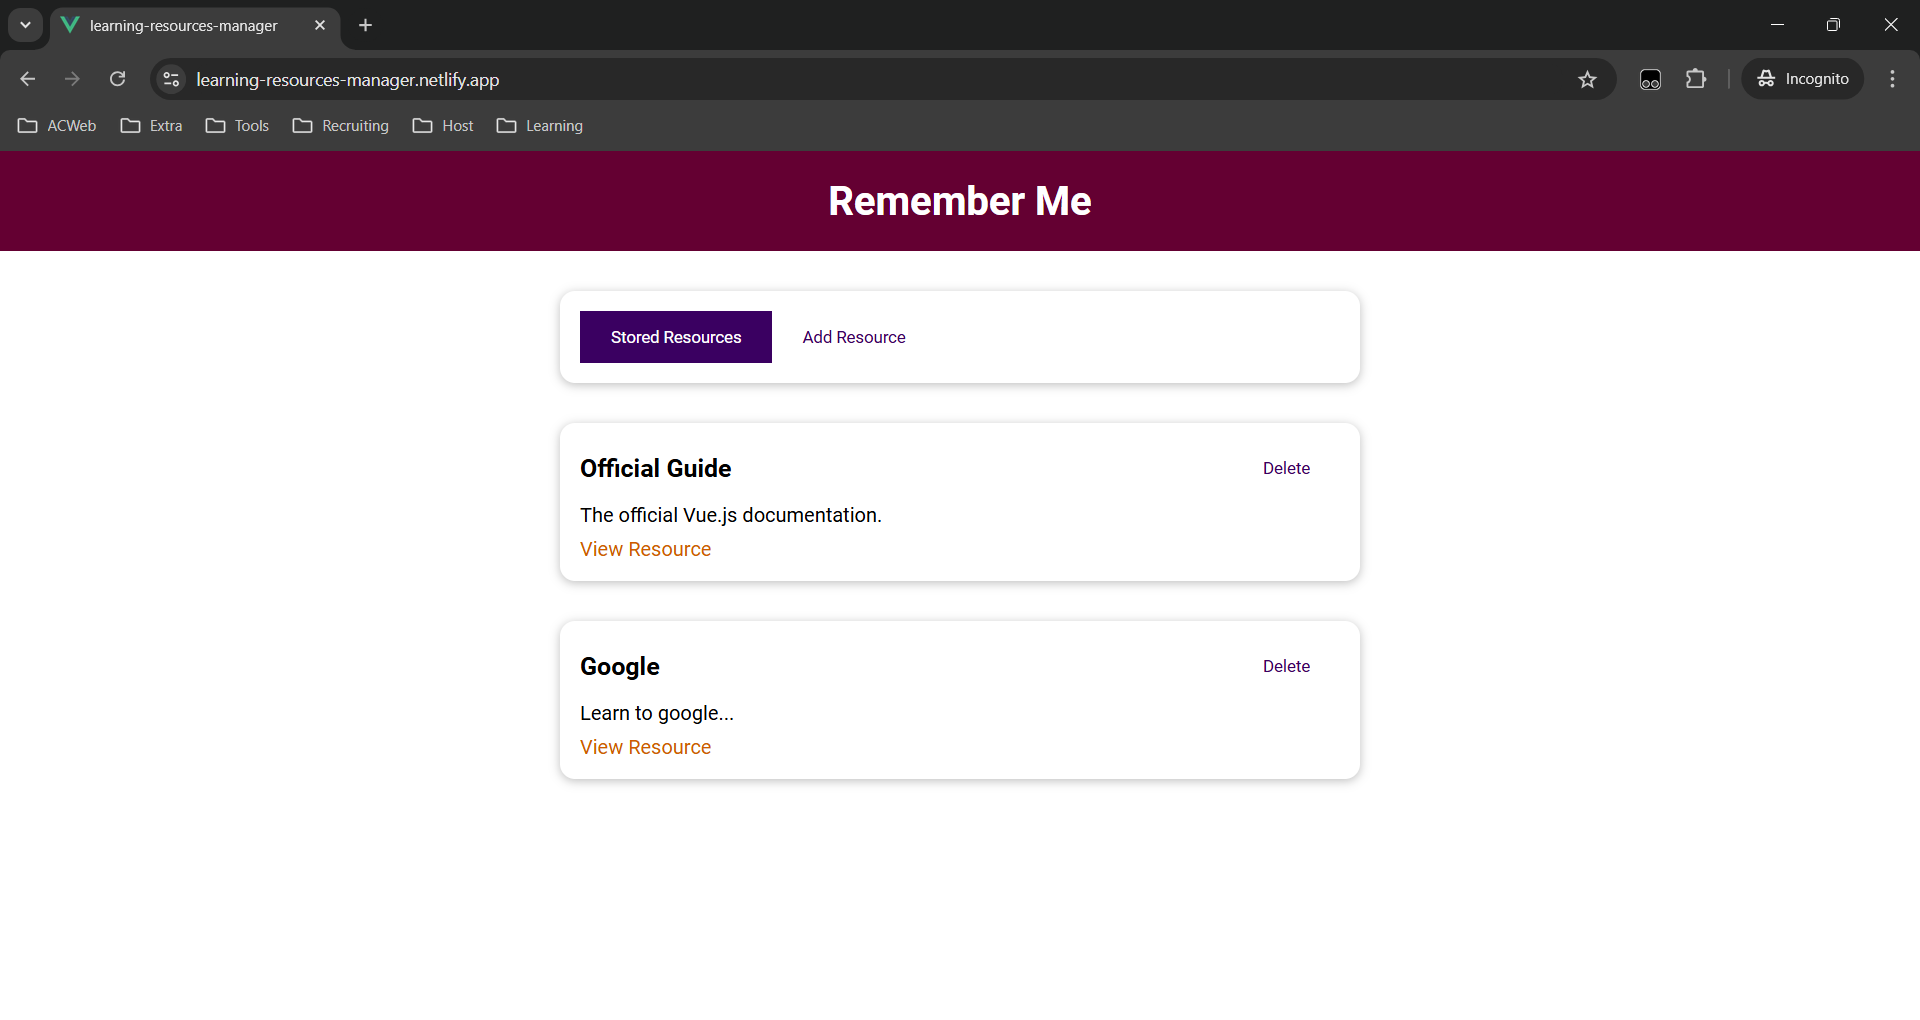 learning-resources-manager
learning-resources-manager.netlify.app
Incognito
ACWeb Extra Tools Recruiting Host Learning
Remember Me
Stored Resources Add Resource
Official Guide Delete
The official Vue.js documentation.
View Resource
Google Delete
Learn to google...
View Resource